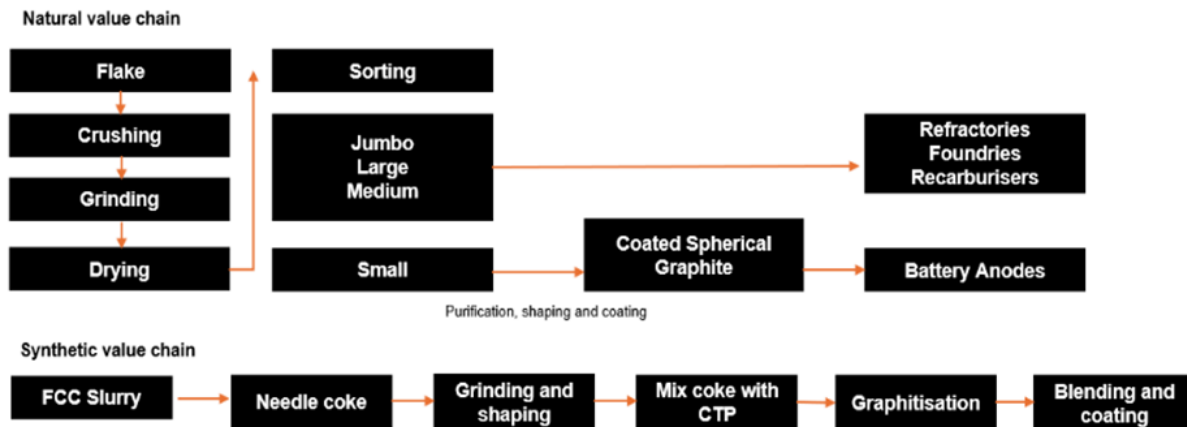 Natural value chain
Flake
Crushing
Grinding
Drying
Sorting
Jumbo
Large
Medium
Small
Refractories
Foundries
Recarburisers
Coated Spherical
Graphite
Battery Anodes
Purification, shaping and coating
Synthetic value chain
FCC Slurry
Needle coke
Grinding and
shaping
Mix coke with
CTP
Graphitisation
Blending and
coating